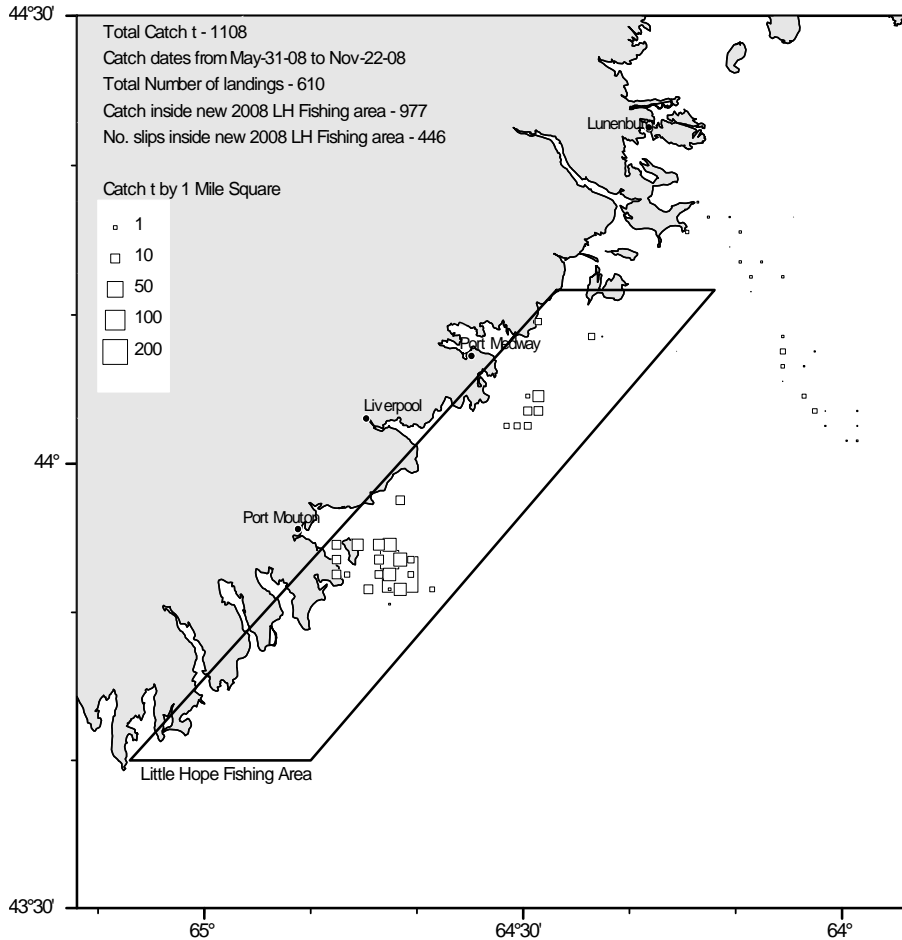 44°30'
Total Catch t - 1108
Catch dates from May-31-08 to Nov-22-08
Total Number of landings - 610
Catch inside new 2008 LH Fishing area - 977
No. slips inside new 2008 LH Fishing area - 446
Lunenburg
Catch t by 1 Mile Square
1
10
50
100
200
Port Medway
Liverpool
44°
Port Mouton
Little Hope Fishing Area
43°30'
65°
64°30'
64°